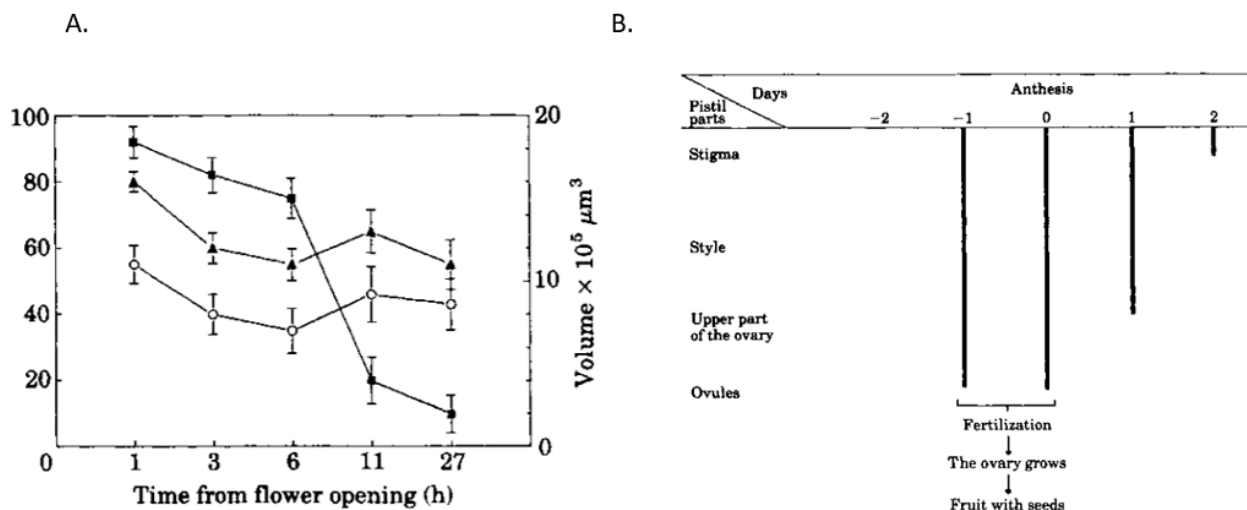 A.
100
80
60
40
20
0
20
10
0
Volume × 10⁵ μm³
1 3 6 11 27
Time from flower opening (h)
B.
Days
Anthesis
Pistil
parts
−2 −1 0 1 2
Stigma
Style
Upper part
of the ovary
Ovules
Fertilization
The ovary grows
Fruit with seeds